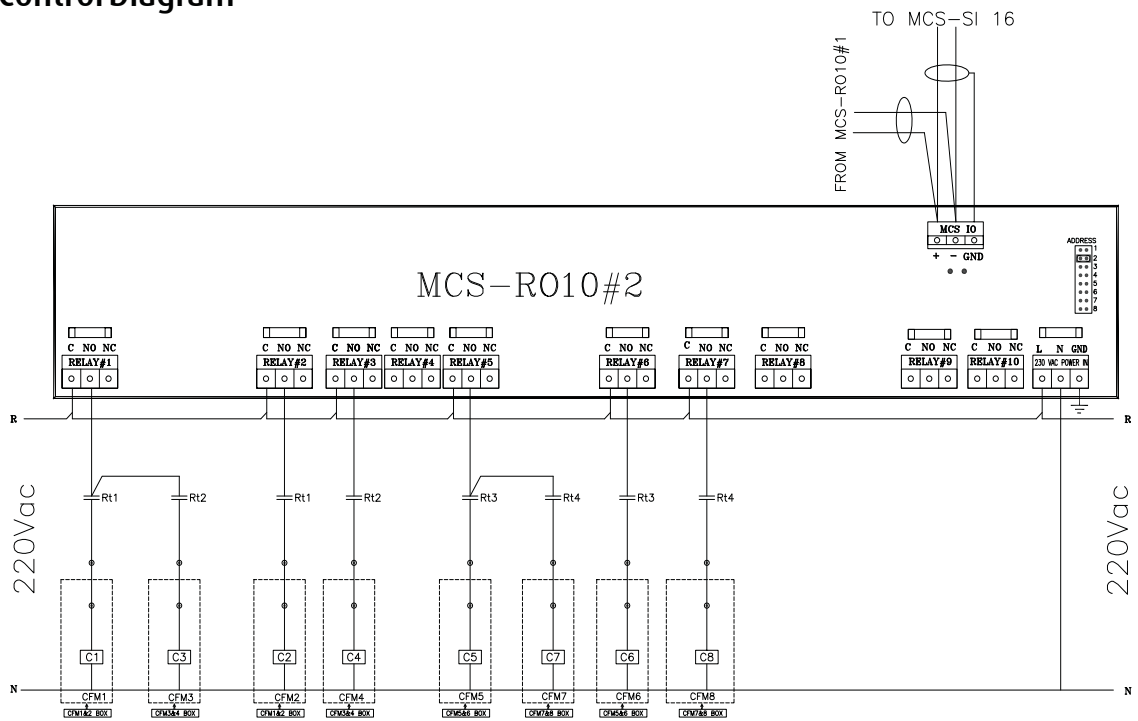 Control Diagram
TO MCS-SI 16
FROM MCS-RO10#1
MCS IO
+ - GND
ADDRESS
1
2
3
4
5
6
7
8
MCS-RO10#2
C NO NC
RELAY#1
C NO NC
RELAY#2
C NO NC
RELAY#3
C NO NC
RELAY#4
C NO NC
RELAY#5
C NO NC
RELAY#6
C NO NC
RELAY#7
C NO NC
RELAY#8
C NO NC
RELAY#9
C NO NC
RELAY#10
L N GND
230 VAC POWER IN
R R
220Vac
220Vac
Rt1 Rt2 Rt1 Rt2 Rt3 Rt4 Rt3 Rt4
C1 C3 C2 C4 C5 C7 C6 C8
N N
CFM1 CFM3 CFM2 CFM4 CFM5 CFM7 CFM6 CFM8
CFM1&2 BOX CFM3&4 BOX CFM1&2 BOX CFM3&4 BOX CFM5&6 BOX CFM7&8 BOX CFM5&6 BOX CFM7&8 BOX